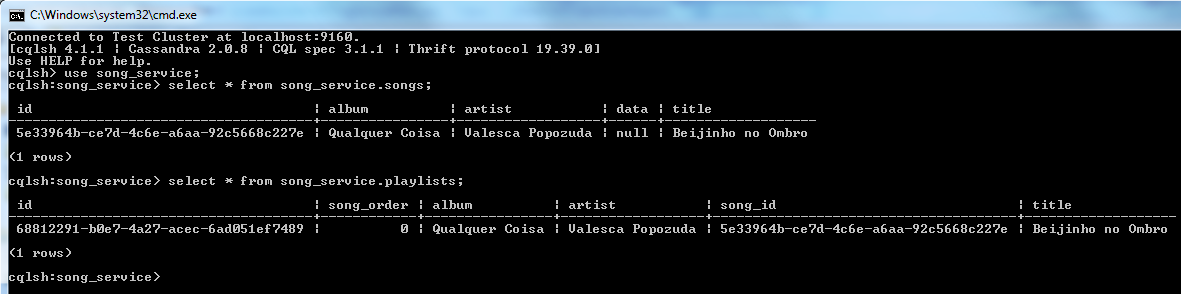 C:\Windows\system32\cmd.exe
Connected to Test Cluster at localhost:9160.
[cqlsh 4.1.1 ¦ Cassandra 2.0.8 ¦ CQL spec 3.1.1 ¦ Thrift protocol 19.39.0]
Use HELP for help.
cqlsh> use song_service;
cqlsh:song_service> select * from song_service.songs;
id ¦ album ¦ artist ¦ data ¦ title
5e33964b-ce7d-4c6e-a6aa-92c5668c227e ¦ Qualquer Coisa ¦ Valesca Popozuda ¦ null ¦ Beijinho no Ombro
(1 rows)
cqlsh:song_service> select * from song_service.playlists;
id ¦ song_order ¦ album ¦ artist ¦ song_id ¦ title
68812291-b0e7-4a27-acec-6ad051ef7489 ¦ 0 ¦ Qualquer Coisa ¦ Valesca Popozuda ¦ 5e33964b-ce7d-4c6e-a6aa-92c5668c227e ¦ Beijinho no Ombro
(1 rows)
cqlsh:song_service>